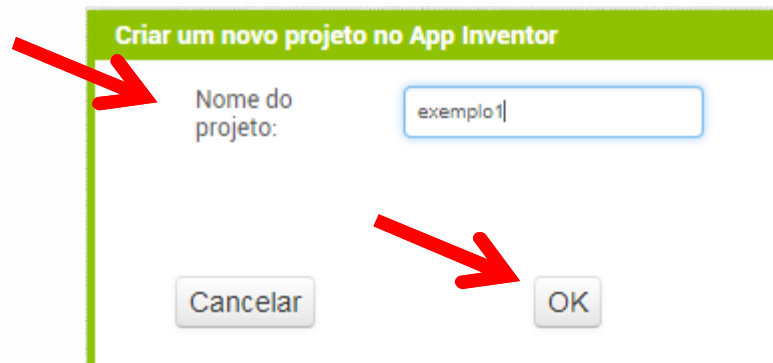 Criar um novo projeto no App Inventor
Nome do
projeto:
exemplo1
Cancelar
OK